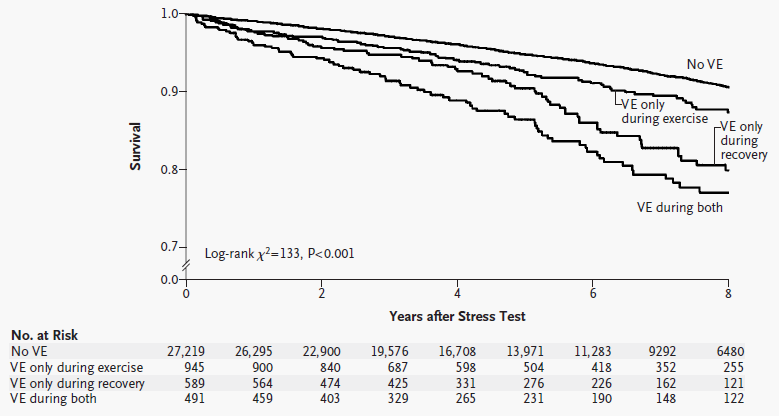 1.0
0.9
0.8
0.7
0.0
Survival
No VE
VE only
during exercise
VE only
during
recovery
VE during both
Log-rank χ²=133, P<0.001
0 2 4 6 8
Years after Stress Test
No. at Risk
No VE 27,219 26,295 22,900 19,576 16,708 13,971 11,283 9292 6480
VE only during exercise 945 900 840 687 598 504 418 352 255
VE only during recovery 589 564 474 425 331 276 226 162 121
VE during both 491 459 403 329 265 231 190 148 122